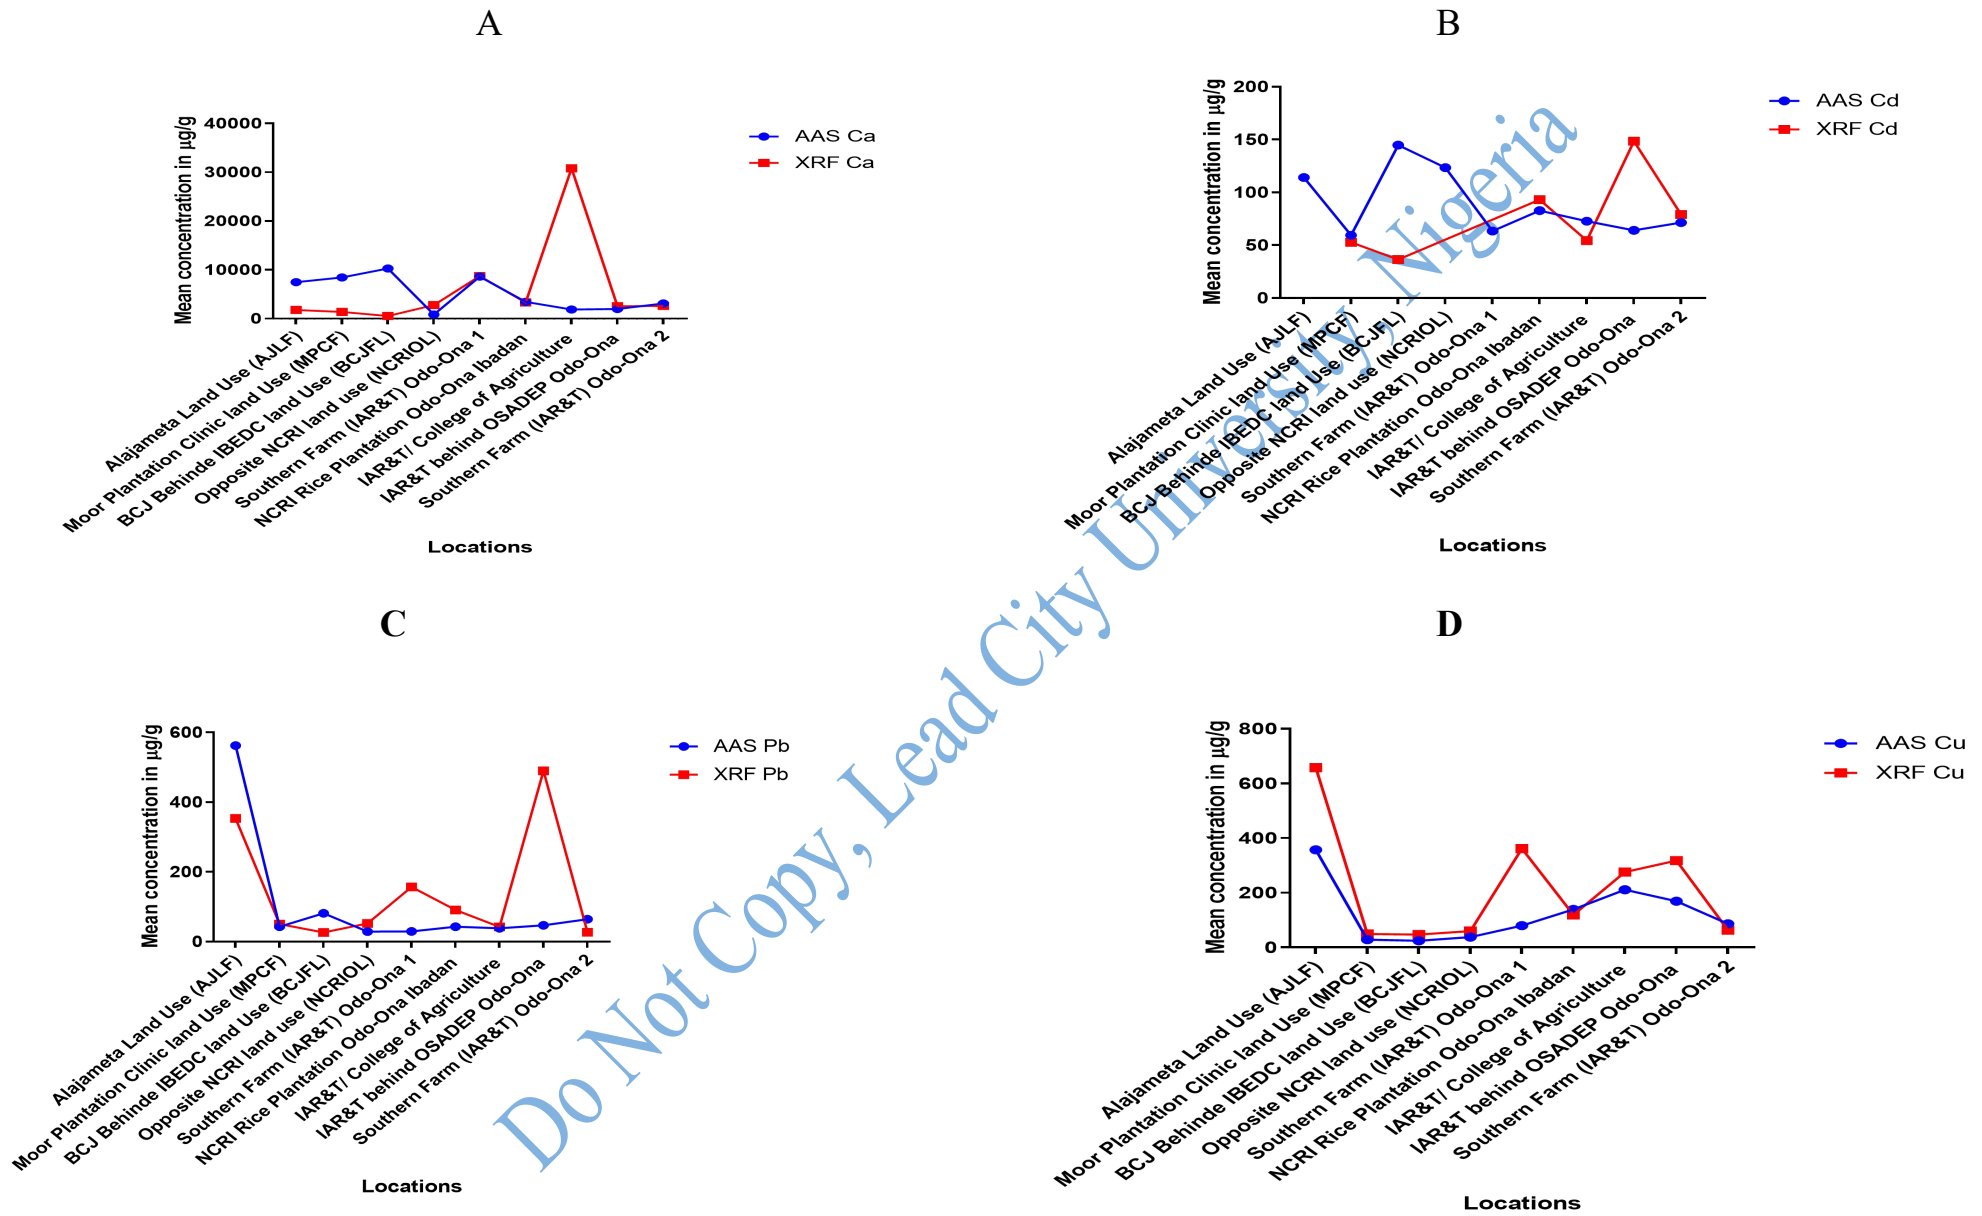 A
Mean concentration in µg/g
40000
30000
20000
10000
0
AAS Ca
XRF Ca
Alajameta Land Use (AJLF)
Moor Plantation Clinic land Use (MPCF)
BCJ Behinde IBEDC land Use (BCJFL)
Opposite NCRI land use (NCRIOL)
Southern Farm (IAR&T) Odo-Ona 1
NCRI Rice Plantation Odo-Ona Ibadan
IAR&T/ College of Agriculture
IAR&T behind OSADEP Odo-Ona
Southern Farm (IAR&T) Odo-Ona 2
Locations
B
Mean concentration in µg/g
200
150
100
50
0
AAS Cd
XRF Cd
Alajameta Land Use (AJLF)
Moor Plantation Clinic land Use (MPCF)
BCJ Behinde IBEDC land Use (BCJFL)
Opposite NCRI land use (NCRIOL)
Southern Farm (IAR&T) Odo-Ona 1
NCRI Rice Plantation Odo-Ona Ibadan
IAR&T/ College of Agriculture
IAR&T behind OSADEP Odo-Ona
Southern Farm (IAR&T) Odo-Ona 2
Locations
C
Mean concentration in µg/g
600
400
200
0
AAS Pb
XRF Pb
Alajameta Land Use (AJLF)
Moor Plantation Clinic land Use (MPCF)
BCJ Behinde IBEDC land Use (BCJFL)
Opposite NCRI land use (NCRIOL)
Southern Farm (IAR&T) Odo-Ona 1
NCRI Rice Plantation Odo-Ona Ibadan
IAR&T/ College of Agriculture
IAR&T behind OSADEP Odo-Ona
Southern Farm (IAR&T) Odo-Ona 2
Locations
D
Mean concentration in µg/g
800
600
400
200
0
AAS Cu
XRF Cu
Alajameta Land Use (AJLF)
Moor Plantation Clinic land Use (MPCF)
BCJ Behinde IBEDC land Use (BCJFL)
Opposite NCRI land use (NCRIOL)
Southern Farm (IAR&T) Odo-Ona 1
NCRI Rice Plantation Odo-Ona Ibadan
IAR&T/ College of Agriculture
IAR&T behind OSADEP Odo-Ona
Southern Farm (IAR&T) Odo-Ona 2
Locations
Do Not Copy, Lead City University, Nigeria